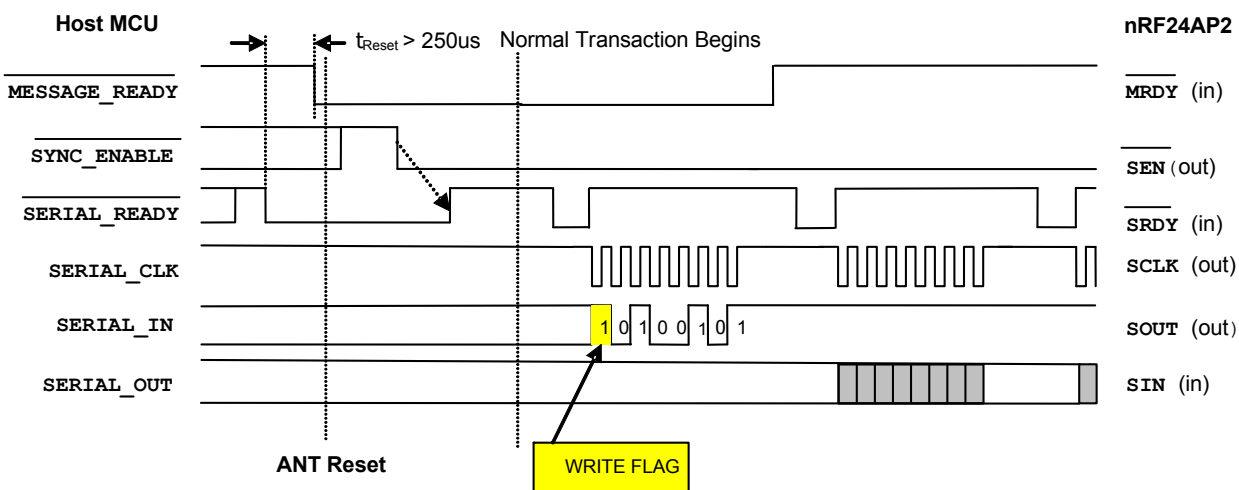 Host MCU
nRF24AP2
tReset > 250us Normal Transaction Begins
MESSAGE_READY
MRDY (in)
SYNC_ENABLE
SEN (out)
SERIAL_READY
SRDY (in)
SERIAL_CLK
SCLK (out)
SERIAL_IN
1 0 1 0 0 1 0 1
SOUT (out)
SERIAL_OUT
SIN (in)
ANT Reset
WRITE FLAG